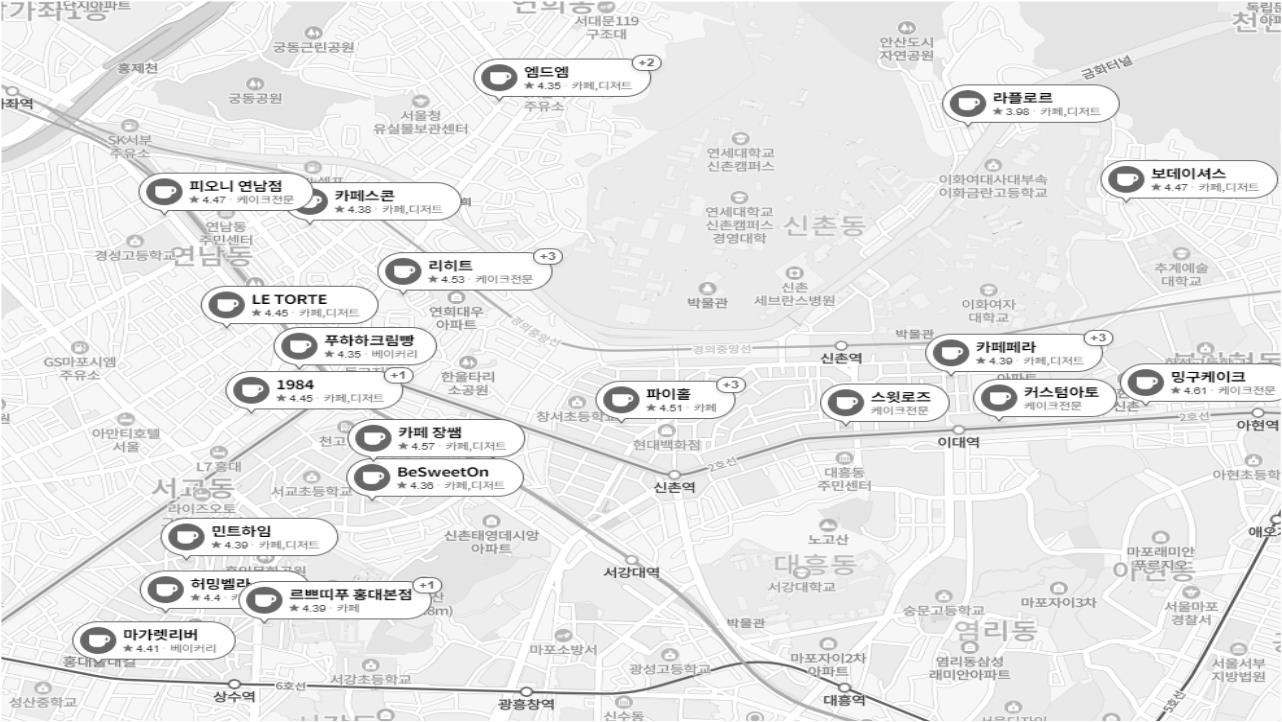 연희동
서대문119
구조대
독립문
천연
궁동근린공원
안산도시
자연공원
홍제천
금화터널
엠드엠
+2
★ 4.35 · 카페,디저트
주유소
궁동공원
라플로르
★ 3.98 · 카페,디저트
서울청
유실물보관센터
SK서부
주유소
연세대학교
신촌캠퍼스
이화여대사대부속
이화금란고등학교
보데이셔스
★ 4.47 · 카페,디저트
피오니 연남점
★ 4.47 · 케이크전문
카페스콘
★ 4.38 · 카페,디저트
연세대학교
신촌캠퍼스
경영대학
신촌동
연남동
주민센터
경성고등학교
연남동
리히트
+3
★ 4.53 · 케이크전문
추계예술
대학교
신촌
세브란스병원
박물관
이화여자
대학교
LE TORTE
★ 4.45 · 카페,디저트
연희대우
아파트
경의중앙선
푸하하크림빵
★ 4.35 · 베이커리
경의중앙선
신촌역
박물관
카페페라
+3
★ 4.39 · 카페,디저트
GS마포시엠
주유소
한울타리
소공원
아파트
밍구케이크
★ 4.61 · 케이크전문
1984
+1
★ 4.45 · 카페,디저트
파이홀
+3
★ 4.51 · 카페
스윗로즈
케이크전문
커스텀아토
케이크전문
신촌
창서초등학교
2호선
아현역
아만티호텔
서울
카페 장쌤
★ 4.57 · 카페,디저트
현대백화점
이대역
L7홍대
BeSweetOn
★ 4.36 · 카페,디저트
2호선
신촌역
대흥동
주민센터
아현초등학
서교동
서교초등학교
라이즈오토
민트하임
★ 4.39 · 카페,디저트
신촌태영데시앙
아파트
노고산
애오개
마포래미안
푸르지오
아현동
서강대역
대흥동
서강대학교
허밍벨라
★ 4.4 ·
르쁘띠푸 홍대본점
+1
★ 4.39 · 카페
숭문고등학교
마포자이3차
서울마포
경찰서
박물관
염리동
마가렛리버
★ 4.41 · 베이커리
마포소방서
광성고등학교
마포자이2차
아파트
염리동삼성
래미안아파트
서울서부
지방법원
성산중학교
상수역
6호선
서강초등학교
광흥창역
대흥역
5호선
신수동